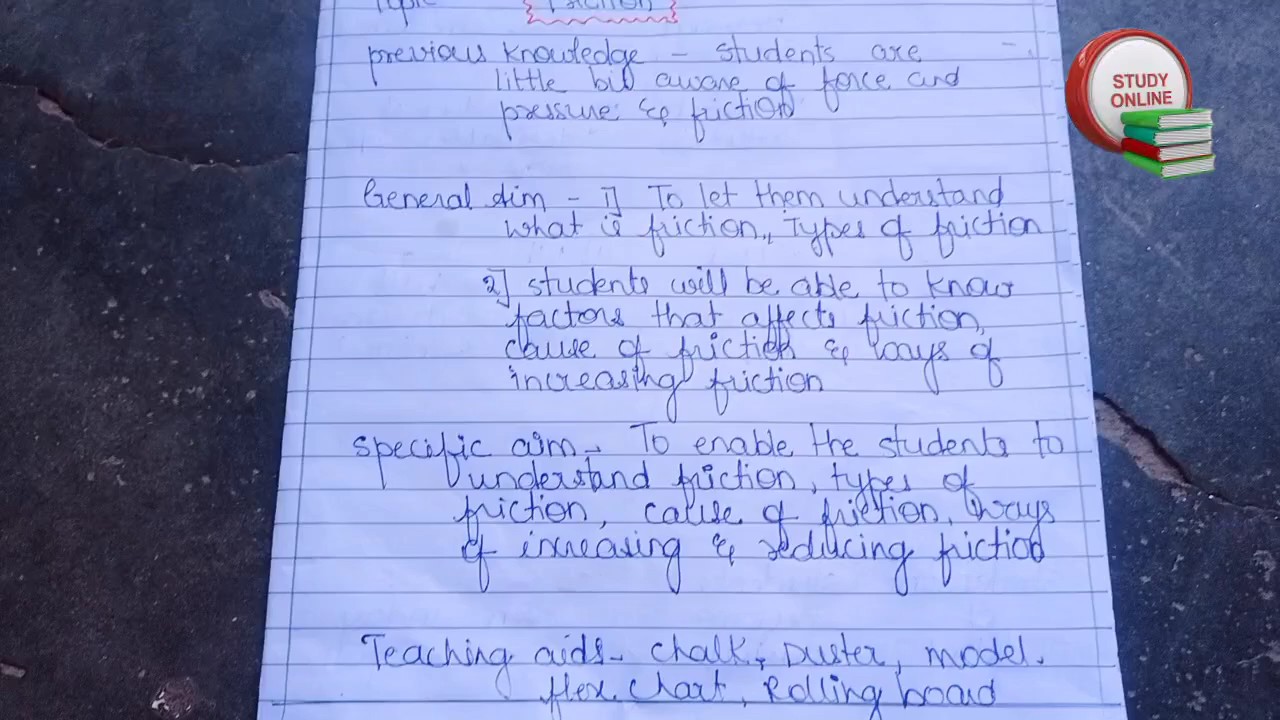 Topic Friction
previous knowledge - students are
little bit aware of force and
pressure & friction
General Aim - 1] To let them understand
what is friction, Types of friction
2] students will be able to know
factors that affects friction,
cause of friction & ways of
increasing friction
Specific aim - To enable the students to
understand friction, types of
friction, cause of friction, ways
of increasing & reducing friction
Teaching aids - chalk, Duster, model.
flex chart, Rolling board
STUDY
ONLINE